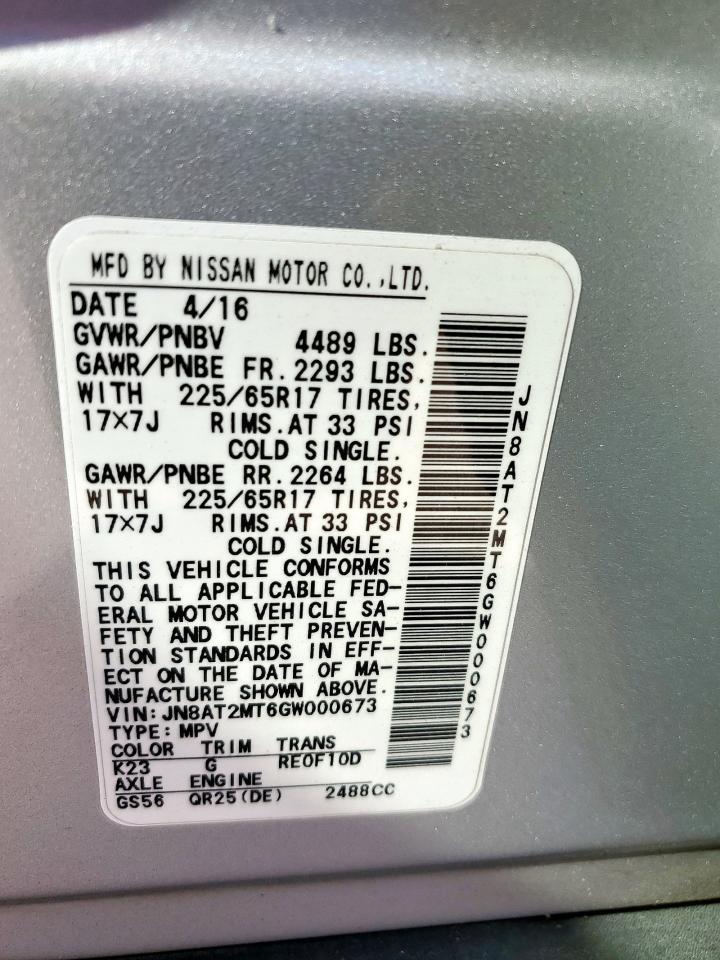 MFD BY NISSAN MOTOR CO.,LTD.
DATE 4/16
GVWR/PNBV 4489 LBS.
GAWR/PNBE FR. 2293 LBS.
WITH 225/65R17 TIRES,
17×7J RIMS. AT 33 PSI
COLD SINGLE.
GAWR/PNBE RR. 2264 LBS.
WITH 225/65R17 TIRES,
17×7J RIMS. AT 33 PSI
COLD SINGLE.
THIS VEHICLE CONFORMS
TO ALL APPLICABLE FED-
ERAL MOTOR VEHICLE SA-
FETY AND THEFT PREVEN-
TION STANDARDS IN EFF-
ECT ON THE DATE OF MA-
NUFACTURE SHOWN ABOVE.
VIN: JN8AT2MT6GW000673
TYPE: MPV
COLOR TRIM TRANS
K23 G RE0F10D
AXLE ENGINE
GS56 QR25(DE) 2488CC
JN8AT2MT6GW000673